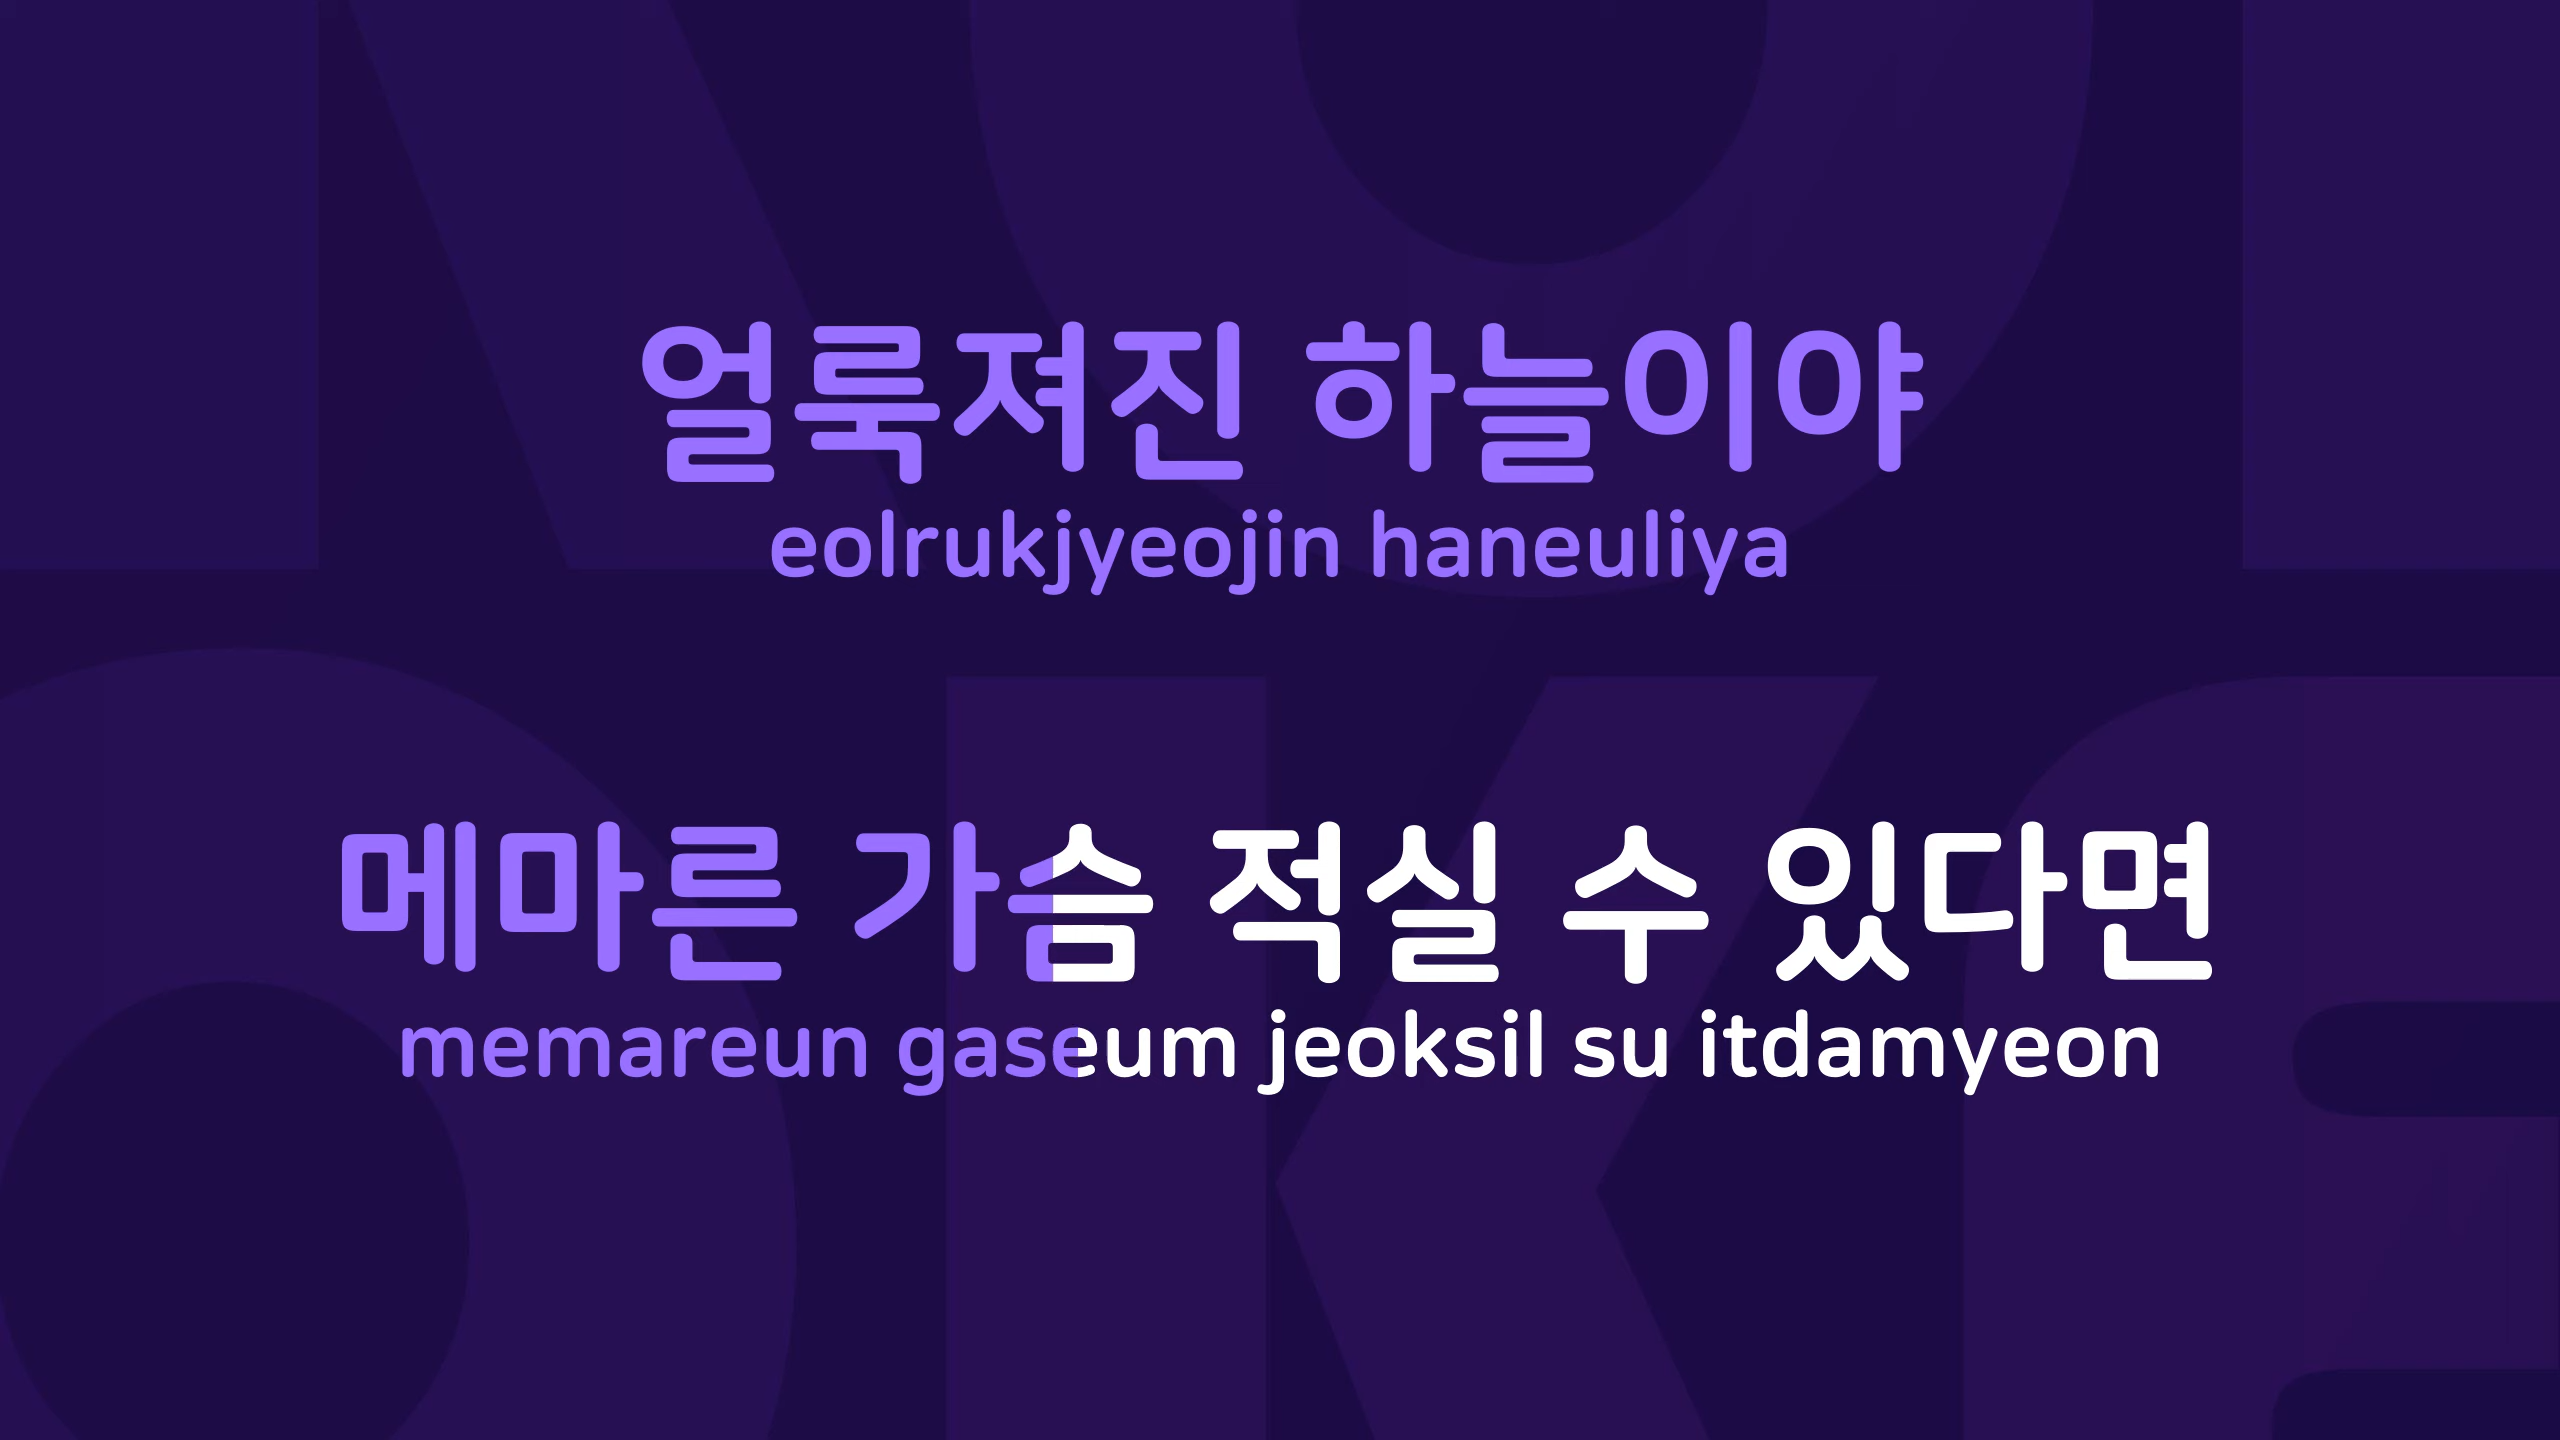 얼룩져진 하늘이야
eolrukjyeojin haneuliya
메마른 가슴 적실 수 있다면
memareun gaseum jeoksil su itdamyeon